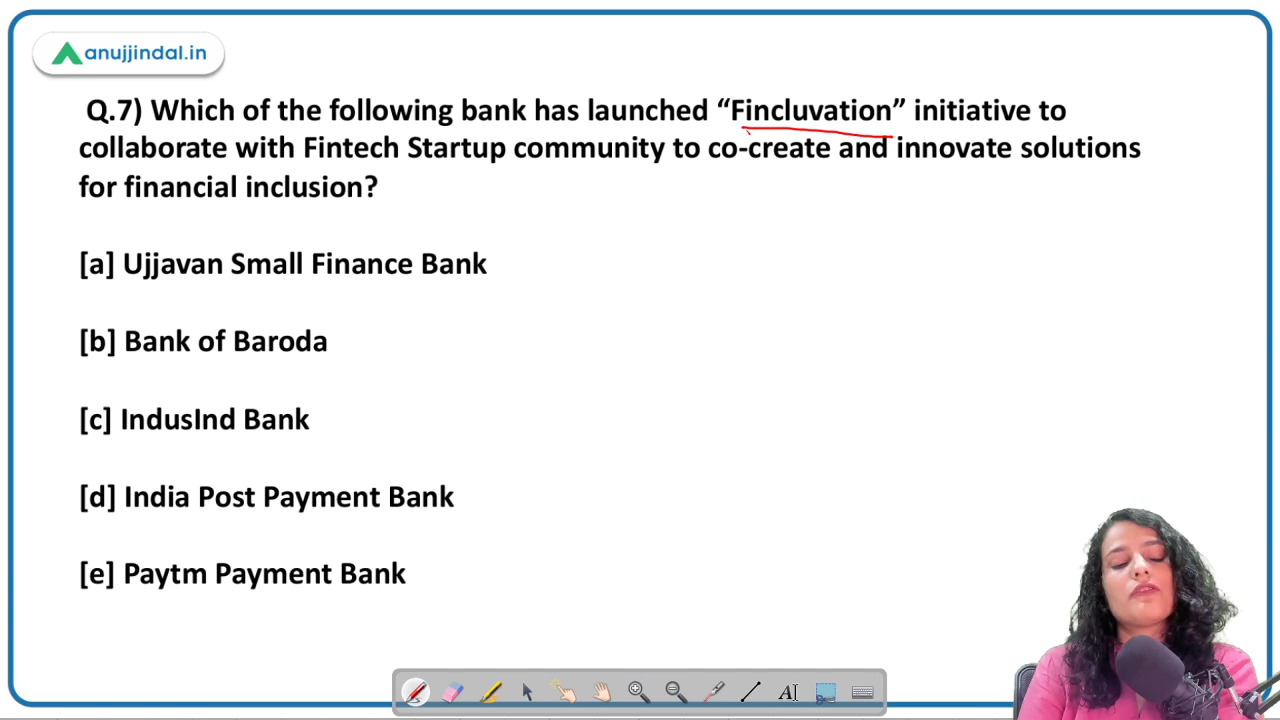 anujjindal.in
Q.7) Which of the following bank has launched “Fincluvation” initiative to
collaborate with Fintech Startup community to co-create and innovate solutions
for financial inclusion?
[a] Ujjavan Small Finance Bank
[b] Bank of Baroda
[c] IndusInd Bank
[d] India Post Payment Bank
[e] Paytm Payment Bank
AI